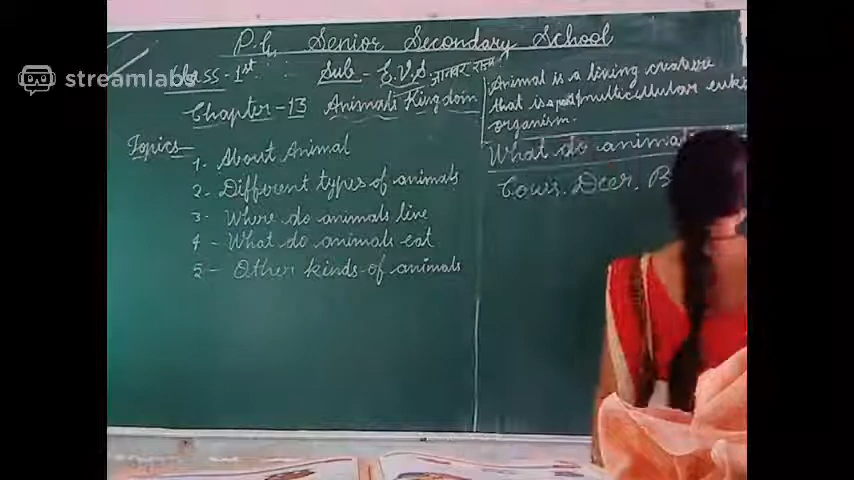 P.G. Senior Secondary School
streamlabs
Class - 1st
Sub - E.V.S. जानवर राज्य
Chapter - 13 Animals Kingdom
Topics
1. About Animal
2 - Different types of animals
3 - Where do animals live
4 - What do animals eat
5 - Other kinds of animals
Animal is a living creature
that is a multicellular
organism.
What do animal
Cows. Deer. B